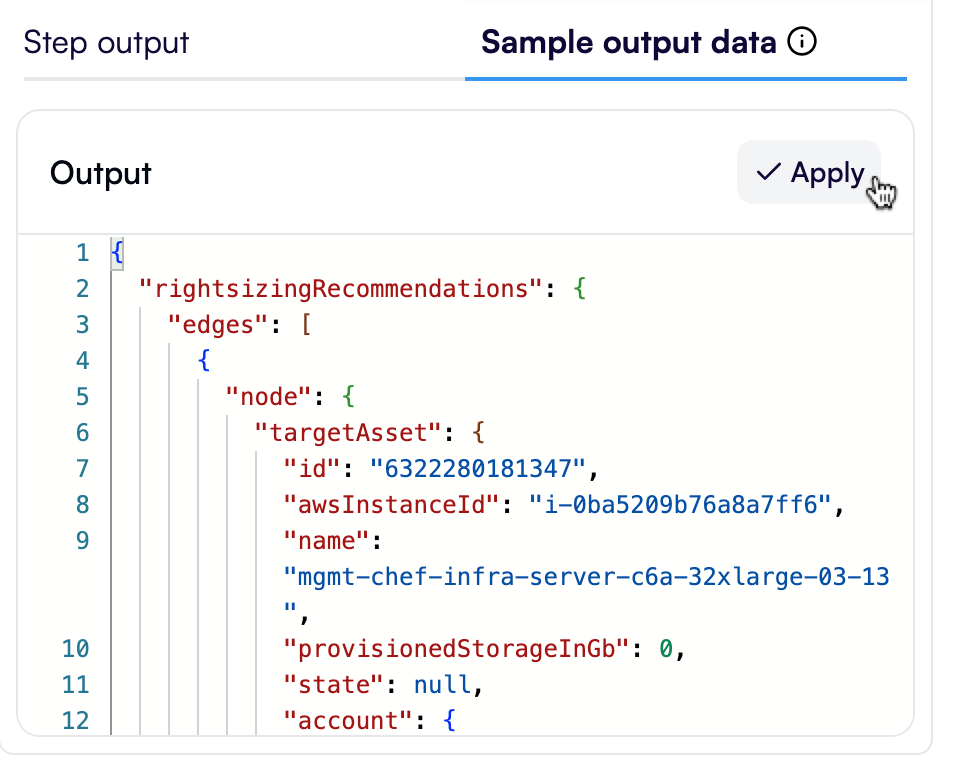 Step output
Sample output data
Output
Apply
1 {
2 "rightsizingRecommendations": {
3 "edges": [
4 {
5 "node": {
6 "targetAsset": {
7 "id": "6322280181347",
8 "awsInstanceId": "i-0ba5209b76a8a7ff6",
9 "name":
"mgmt-chef-infra-server-c6a-32xlarge-03-13
",
10 "provisionedStorageInGb": 0,
11 "state": null,
12 "account": {